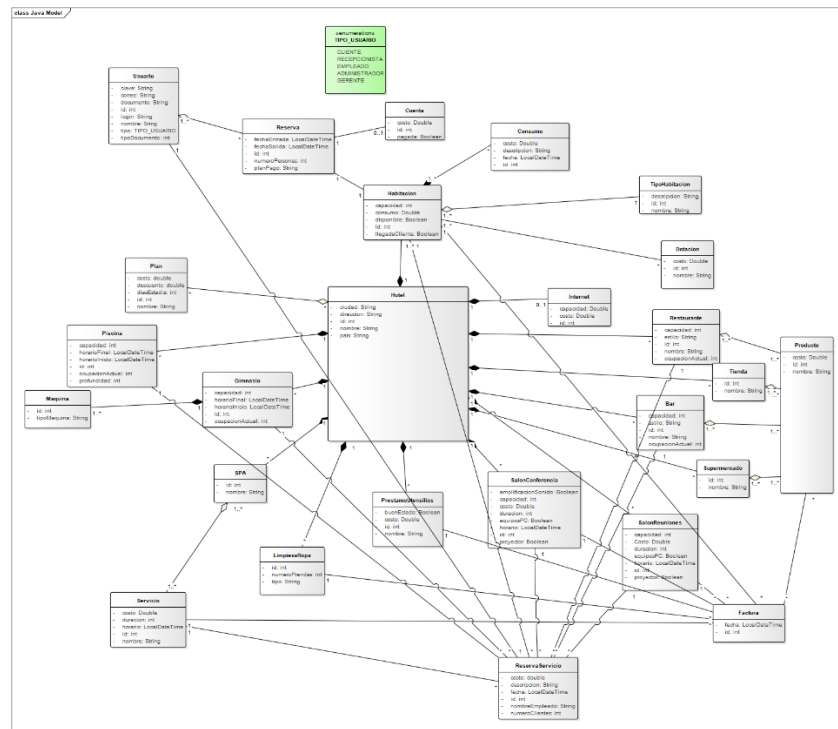 class Java Model
«enumeration»
TIPO_USUARIO
CLIENTE
RECEPCIONISTA
EMPLEADO
ADMINISTRADOR
GERENTE
Usuario
- clave: String
- correo: String
- documento: String
- id: int
- login: String
- nombre: String
- tipo: TIPO_USUARIO
- tipoDocumento: int
Reserva
- fechaEntrada: LocalDateTime
- fechaSalida: LocalDateTime
- id: int
- numeroPersonas: int
- planPago: String
Cuenta
- costo: Double
- id: int
- pagada: Boolean
0..1
Consumo
- costo: Double
- descripcion: String
- fecha: LocalDateTime
- id: int
Habitacion
- capacidad: int
- consumo: Double
- disponible: Boolean
- id: int
- llegadaCliente: Boolean
TipoHabitacion
- descripcion: String
- id: int
- nombre: String
Dotacion
- costo: Double
- id: int
- nombre: String
Plan
- costo: double
- descuento: double
- diasEstadia: int
- id: int
- nombre: String
Hotel
- ciudad: String
- direccion: String
- id: int
- nombre: String
- pais: String
Internet
- capacidad: Double
- costo: Double
- id: int
0..1
Piscina
- capacidad: int
- horarioFinal: LocalDateTime
- horarioInicio: LocalDateTime
- id: int
- ocupacionActual: int
- profundidad: int
Restaurante
- capacidad: int
- estilo: String
- id: int
- nombre: String
- ocupacionActual: int
Producto
- costo: Double
- id: int
- nombre: String
Tienda
- id: int
- nombre: String
Gimnasio
- capacidad: int
- horarioFinal: LocalDateTime
- horarioInicio: LocalDateTime
- id: int
- ocupacionActual: int
Maquina
- id: int
- tipoMaquina: String
1..*
Bar
- capacidad: int
- estilo: String
- id: int
- nombre: String
- ocupacionActual: int
SPA
- id: int
- nombre: String
1..*
Supermercado
- id: int
- nombre: String
PrestamoUtensilios
- buenEstado: Boolean
- costo: Double
- id: int
- nombre: String
SalonConferencia
- amplificacionSonido: Boolean
- capacidad: int
- costo: Double
- duracion: int
- equiposPC: Boolean
- horario: LocalDateTime
- id: int
- proyector: Boolean
SalonReuniones
- capacidad: int
- Costo: Double
- duracion: int
- equiposPC: Boolean
- horario: LocalDateTime
- id: int
- proyector: Boolean
LimpiezaRopa
- id: int
- numeroPrendas: int
- tipo: String
Servicio
- costo: Double
- duracion: int
- horario: LocalDateTime
- id: int
- nombre: String
Factura
- fecha: LocalDateTime
- id: int
ReservaServicio
- costo: double
- descripcion: String
- fecha: LocalDateTime
- id: int
- nombreEmpleado: String
- numeroClientes: int